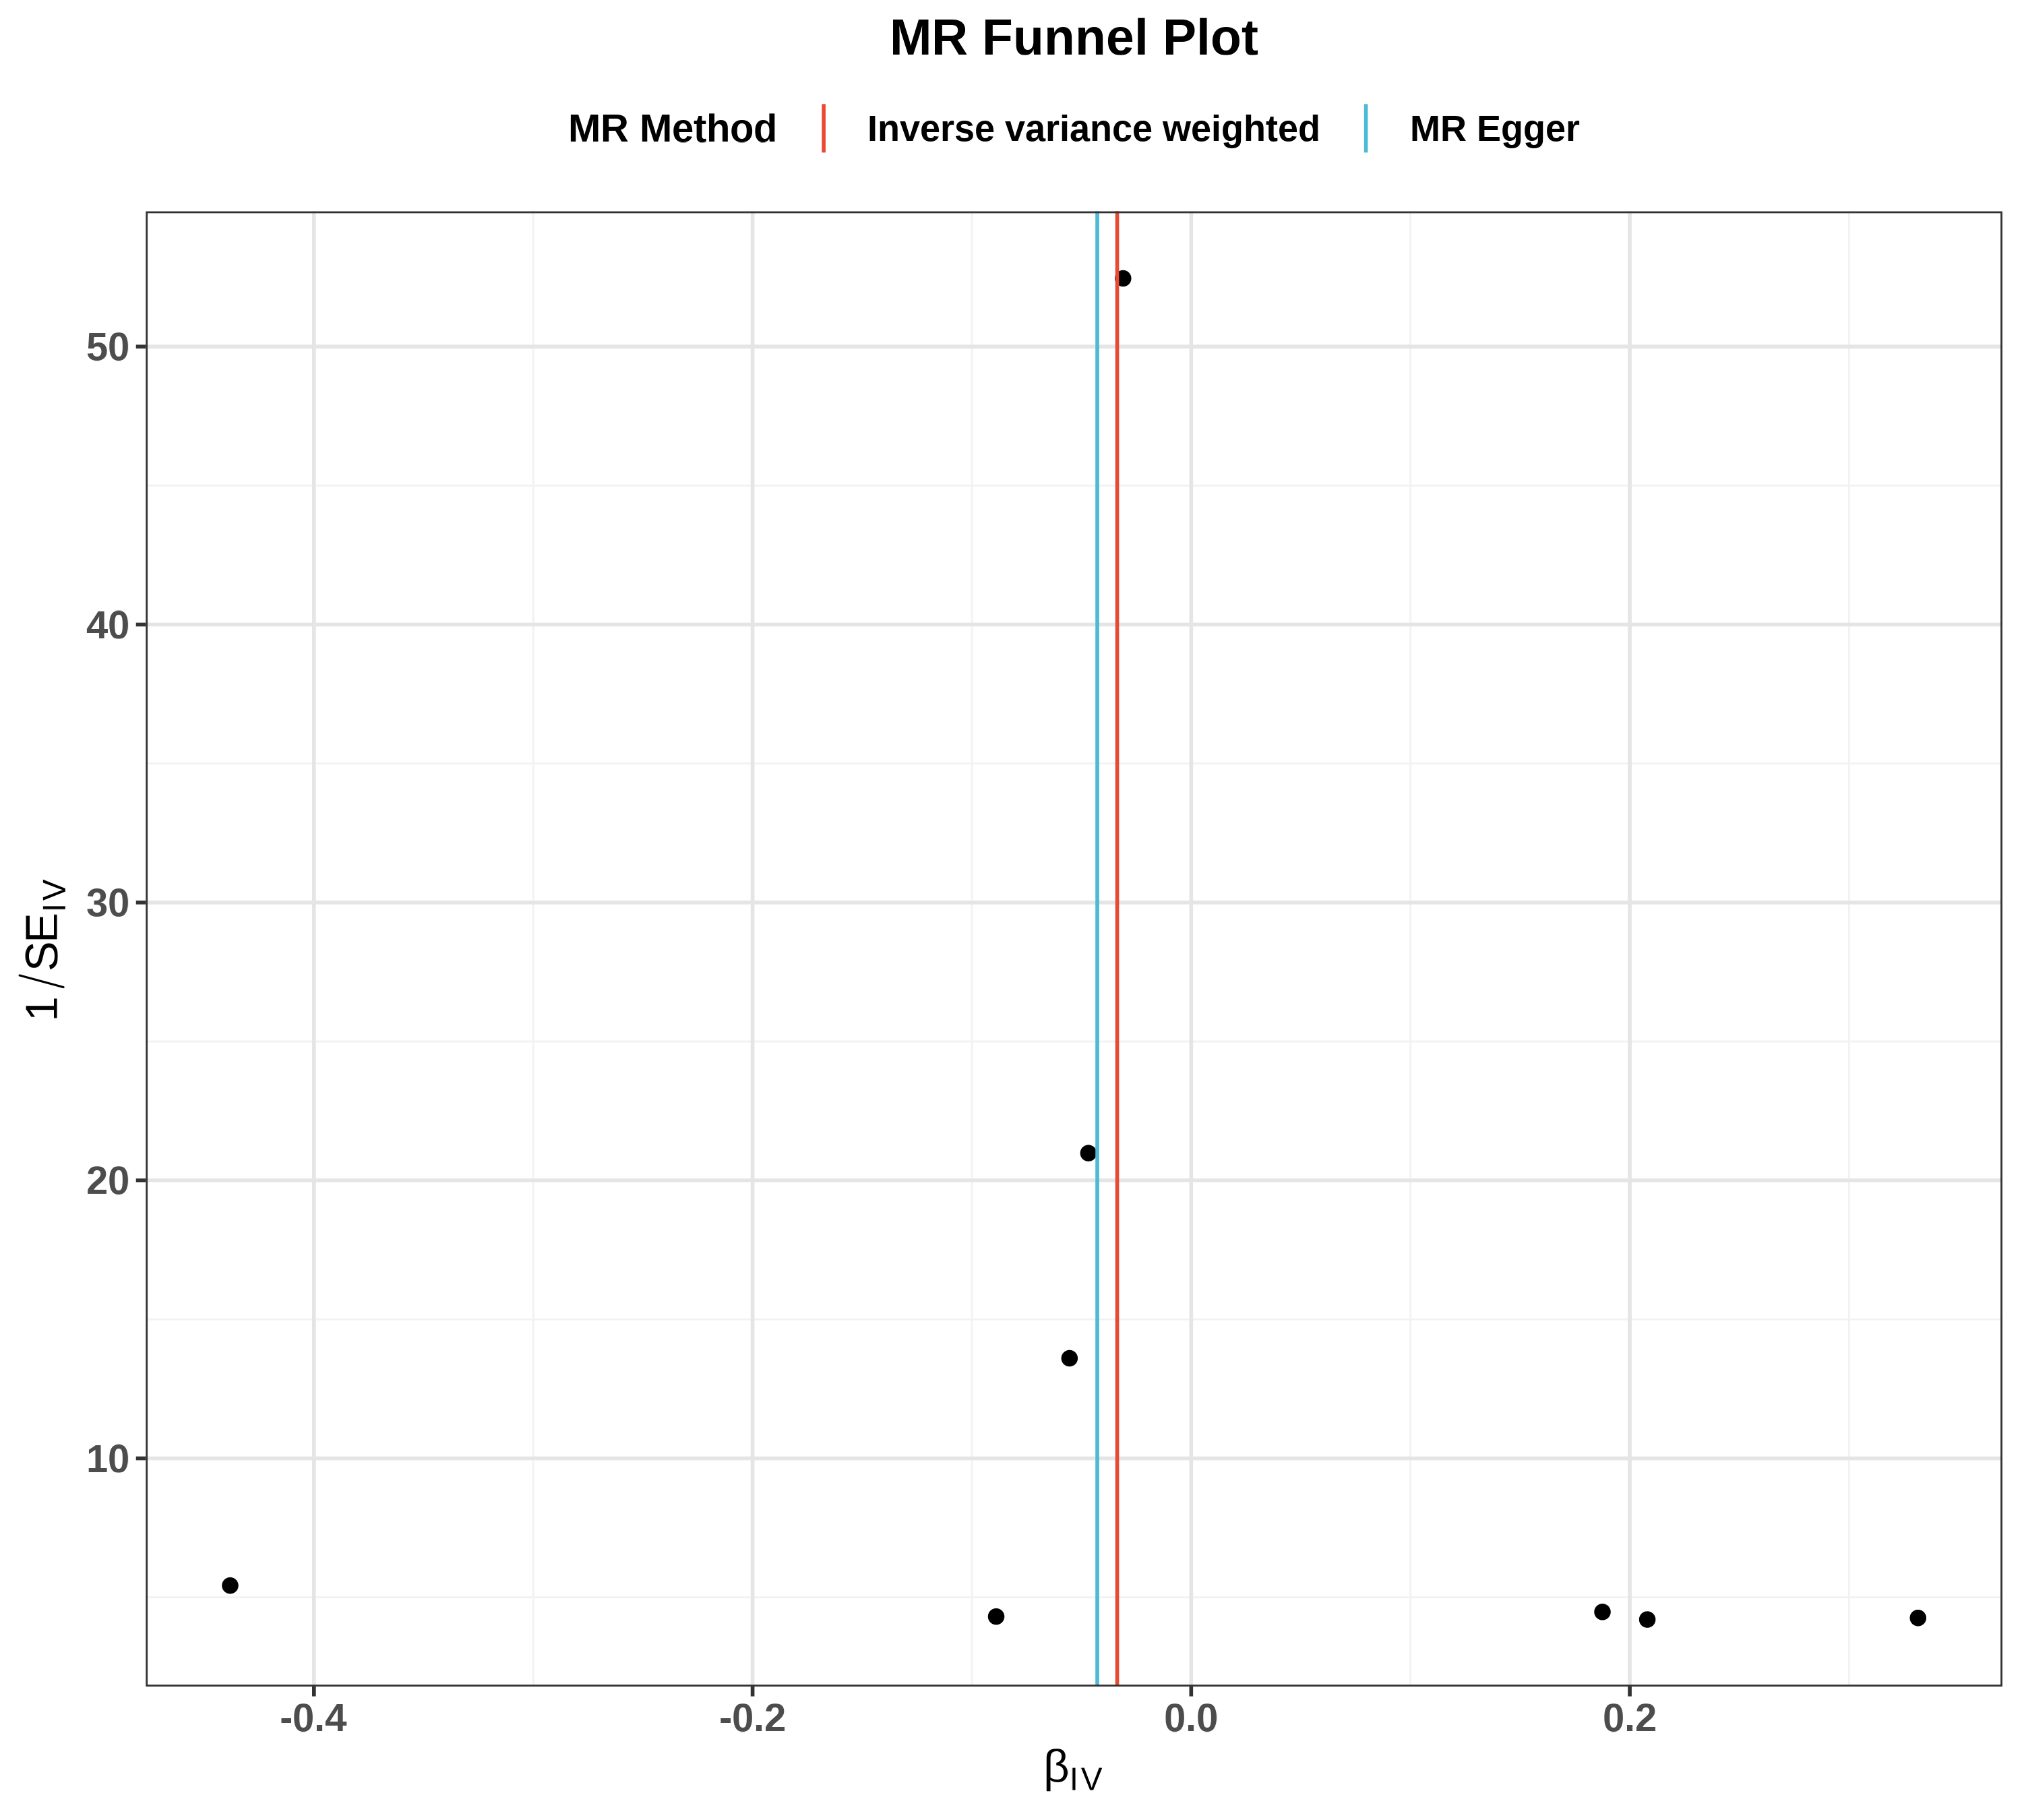 MR Funnel Plot
MR Method Inverse variance weighted MR Egger
50
40
30
20
10
1 / SE_IV
-0.4 -0.2 0.0 0.2
β_IV